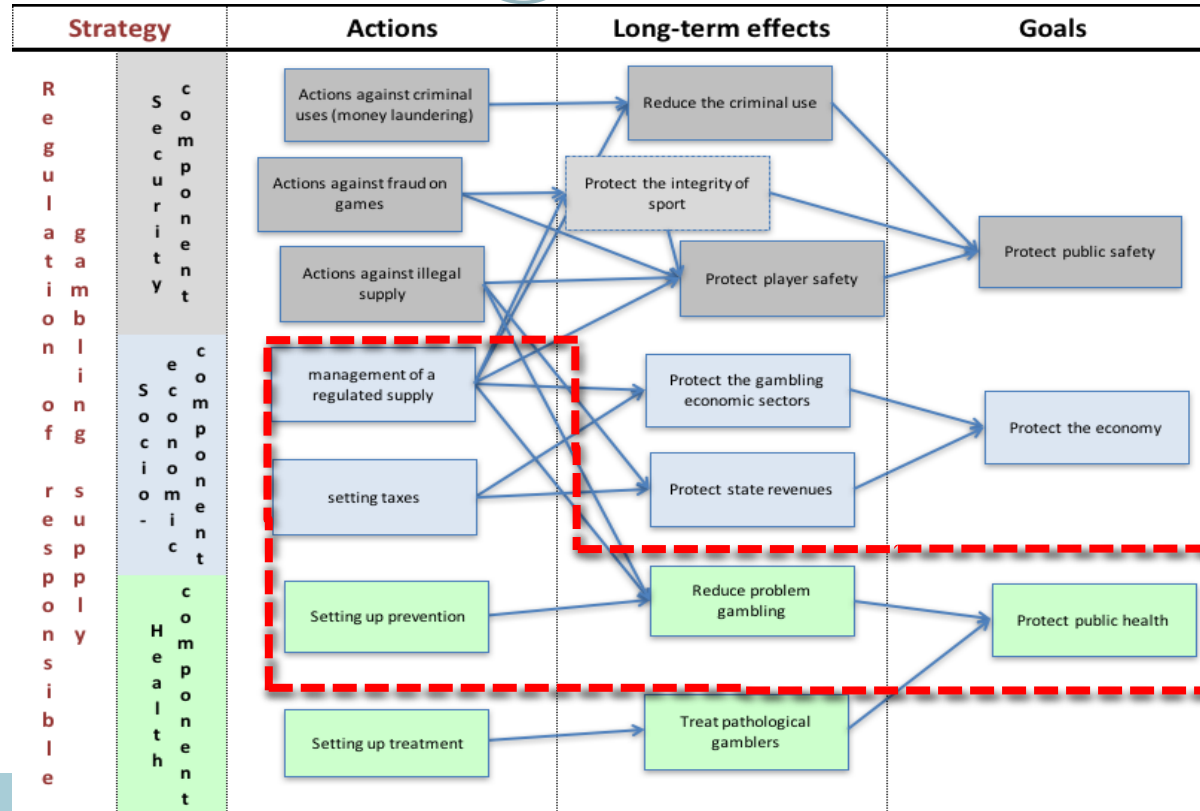 Strategy
Actions
Long-term effects
Goals
Regulation of responsible
gambling supply
Security
component
Actions against criminal
uses (money laundering)
Reduce the criminal use
Actions against fraud on
games
Protect the integrity of
sport
Actions against illegal
supply
Protect player safety
Protect public safety
Socio-
economic
component
management of a
regulated supply
Protect the gambling
economic sectors
Protect the economy
setting taxes
Protect state revenues
Health
component
Setting up prevention
Reduce problem
gambling
Protect public health
Setting up treatment
Treat pathological
gamblers